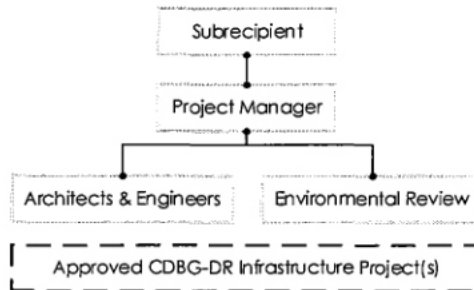 Subrecipient
Project Manager
Architects & Engineers
Environmental Review
Approved CDBG-DR Infrastructure Project(s)